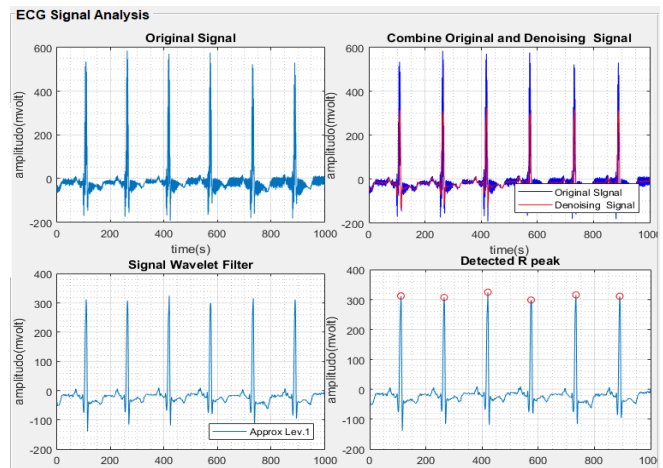 ECG Signal Analysis
Original Signal
600
400
200
0
-200
0 200 400 600 800 1000
amplitudo(mvolt)
time(s)
Combine Original and Denoising Signal
600
400
200
0
-200
0 200 400 600 800 1000
amplitudo(mvolt)
time(s)
Original SIgnal
Denoising Signal
Signal Wavelet Filter
400
300
200
100
0
-100
-200
0 200 400 600 800 1000
amplitudo(mvolt)
Approx Lev.1
Detected R peak
400
300
200
100
0
-100
-200
0 200 400 600 800 1000
amplitudo(mvolt)